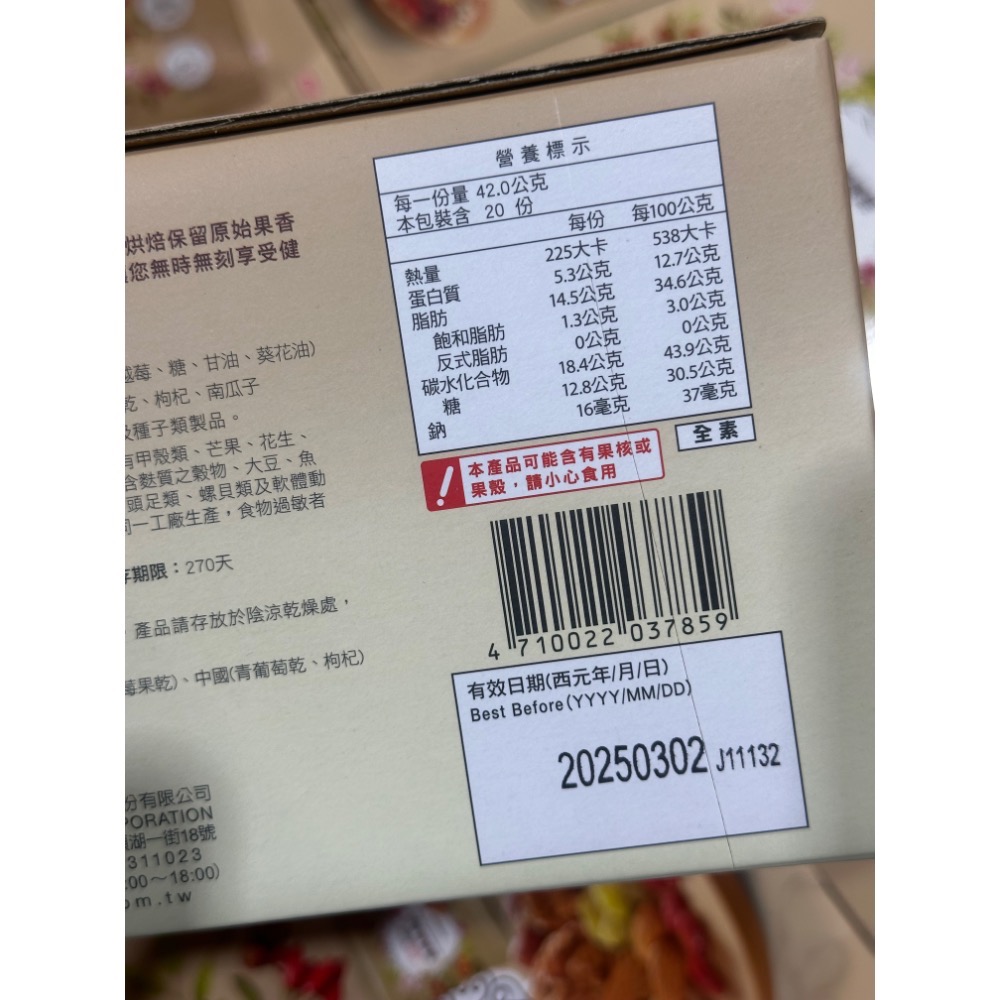 烘焙保留原始果香
您無時無刻享受健
越莓、糖、甘油、葵花油)
乾、枸杞、南瓜子
及種子類製品。
有甲殼類、芒果、花生、
含麩質之穀物、大豆、魚
頭足類、螺貝類及軟體動
同一工廠生產，食物過敏者
存期限：270天
產品請存放於陰涼乾燥處，
莓果乾)、中國(青葡萄乾、枸杞)
份有限公司
PORATION
湖一街18號
311023
:00～18:00)
om.tw
營養標示
每一份量 42.0公克
本包裝含 20 份
每份 每100公克
熱量 225大卡 538大卡
蛋白質 5.3公克 12.7公克
脂肪 14.5公克 34.6公克
飽和脂肪 1.3公克 3.0公克
反式脂肪 0公克 0公克
碳水化合物 18.4公克 43.9公克
糖 12.8公克 30.5公克
鈉 16毫克 37毫克
全素
本產品可能含有果核或
果殼，請小心食用
4 710022 037859
有效日期(西元年/月/日)
Best Before(YYYY/MM/DD)
20250302 J11132